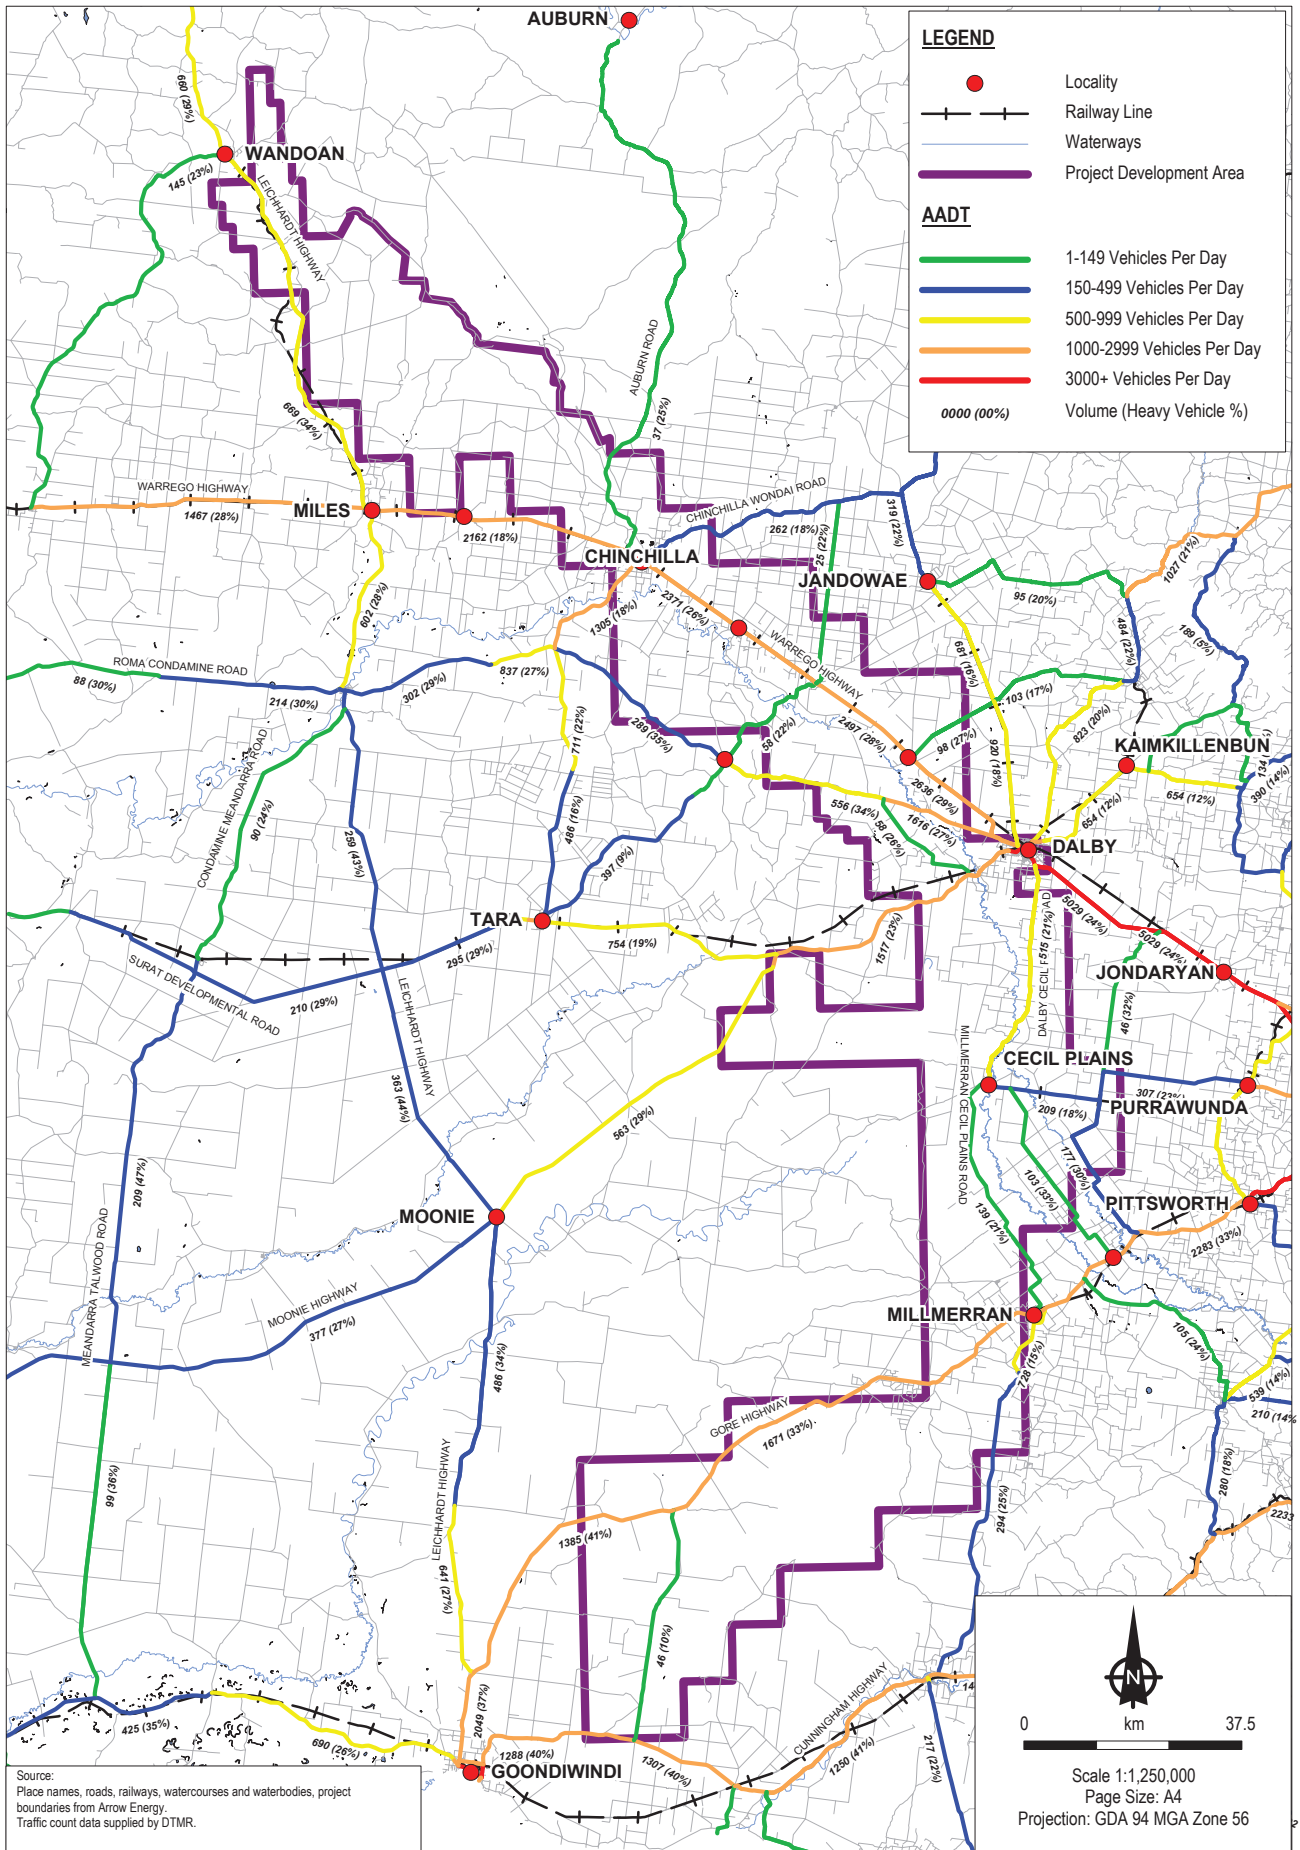 AUBURN
LEGEND
Locality
Railway Line
Waterways
Project Development Area
AADT
1-149 Vehicles Per Day
150-499 Vehicles Per Day
500-999 Vehicles Per Day
1000-2999 Vehicles Per Day
3000+ Vehicles Per Day
0000 (00%)
Volume (Heavy Vehicle %)
660 (29%)
WANDOAN
145 (23%)
LEICHHARDT HIGHWAY
AUBURN ROAD
37 (25%)
669 (34%)
WARREGO HIGHWAY
1467 (28%)
MILES
2162 (18%)
CHINCHILLA WONDAI ROAD
262 (18%)
319 (22%)
25 (22%)
CHINCHILLA
JANDOWAE
1027 (21%)
95 (20%)
602 (28%)
1305 (18%)
2371 (26%)
484 (22%)
189 (5%)
WARREGO HIGHWAY
681 (16%)
ROMA CONDAMINE ROAD
88 (30%)
214 (30%)
302 (29%)
837 (27%)
103 (17%)
289 (35%)
58 (22%)
2497 (28%)
98 (27%)
823 (20%)
711 (22%)
920 (18%)
KAIMKILLENBUN
134
390 (14%)
2636 (29%)
654 (12%)
654 (12%)
CONDAMINE MEANDARRA ROAD
90 (24%)
259 (43%)
486 (16%)
397 (9%)
556 (34%)
58 (26%)
1616 (27%)
DALBY
TARA
754 (19%)
295 (29%)
1517 (23%)
5029 (24%)
5029 (24%)
515 (21%)
DALBY CECIL
JONDARYAN
SURAT DEVELOPMENTAL ROAD
210 (29%)
LEICHHARDT HIGHWAY
46 (32%)
MILLMERRAN CECIL PLAINS ROAD
CECIL PLAINS
363 (44%)
307 (23%)
PURRAWUNDA
209 (18%)
563 (29%)
177 (30%)
103 (33%)
209 (47%)
139 (21%)
MOONIE
PITTSWORTH
2283 (33%)
MEANDARRA TALWOOD ROAD
MOONIE HIGHWAY
377 (27%)
MILLMERRAN
105 (24%)
486 (34%)
728 (15%)
539 (14%)
210 (14%
GORE HIGHWAY
1671 (33%)
99 (36%)
LEICHHARDT HIGHWAY
280 (18%)
294 (25%)
2233
1385 (41%)
641 (27%)
46 (10%)
CUNNINGHAM HIGHWAY
14
2049 (37%)
425 (35%)
690 (26%)
1288 (40%)
1307 (40%)
1250 (41%)
217 (22%)
GOONDIWINDI
N
0 km 37.5
Scale 1:1,250,000
Page Size: A4
Projection: GDA 94 MGA Zone 56
Source:
Place names, roads, railways, watercourses and waterbodies, project
boundaries from Arrow Energy.
Traffic count data supplied by DTMR.